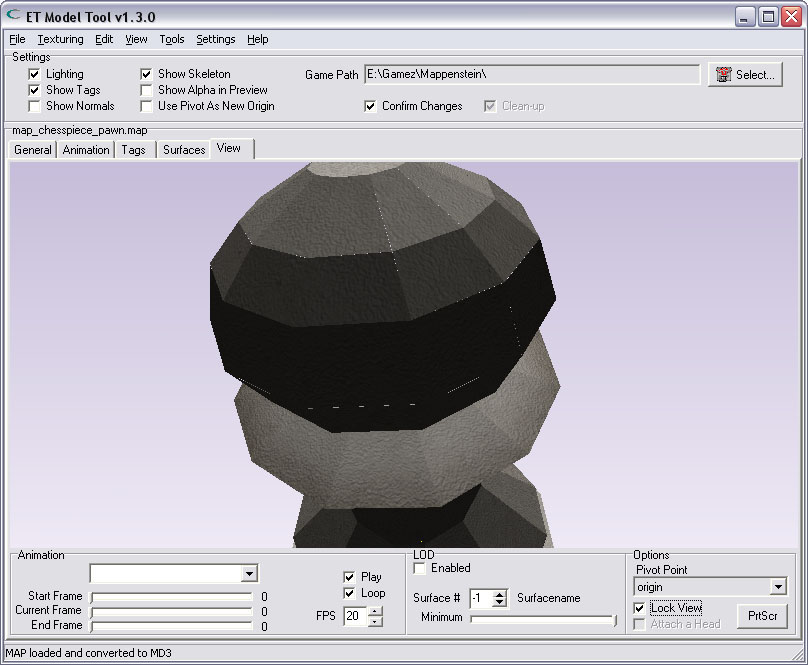 ET Model Tool v1.3.0
File Texturing Edit View Tools Settings Help
Settings
Lighting Show Skeleton Game Path E:\Gamez\Mappenstein\ Select...
Show Tags Show Alpha in Preview
Show Normals Use Pivot As New Origin Confirm Changes Clean-up
map_chesspiece_pawn.map
General Animation Tags Surfaces View
Animation LOD Options
Enabled Pivot Point
Play origin
Loop
Start Frame 0 Surface # -1 Surfacename Lock View
Current Frame 0 FPS 20 Minimum PrtScr
End Frame 0 Attach a Head
MAP loaded and converted to MD3